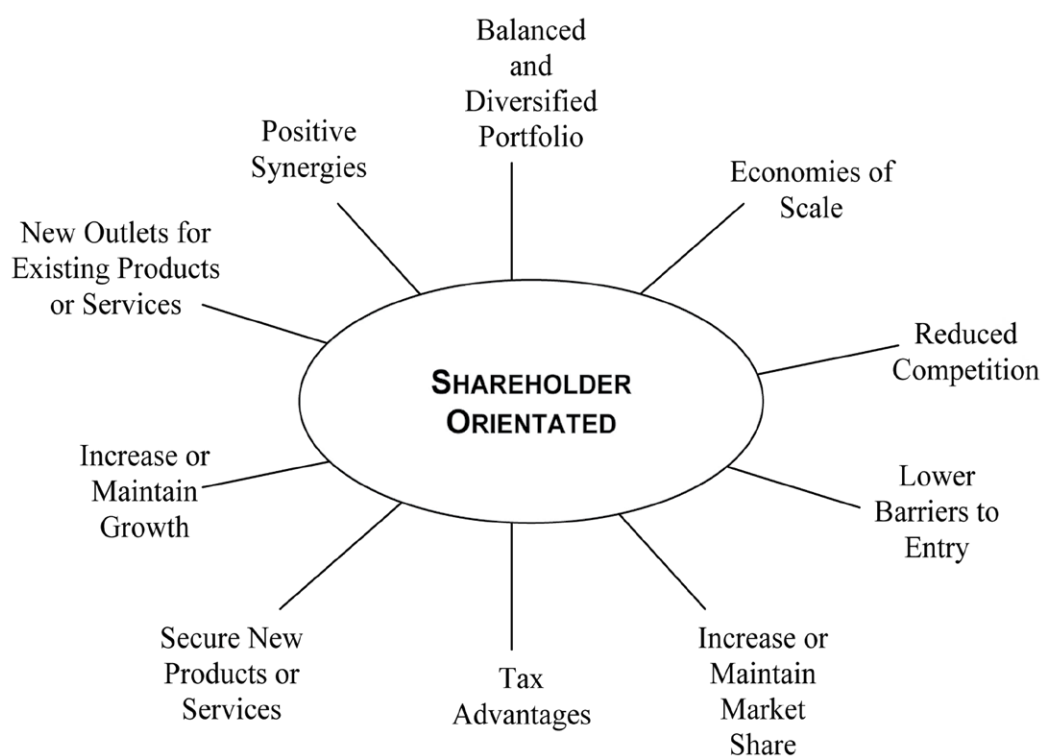 Balanced
and
Diversified
Portfolio
Positive
Synergies
Economies of
Scale
New Outlets for
Existing Products
or Services
Reduced
Competition
SHAREHOLDER
ORIENTATED
Increase or
Maintain
Growth
Lower
Barriers to
Entry
Secure New
Products or
Services
Tax
Advantages
Increase or
Maintain
Market
Share